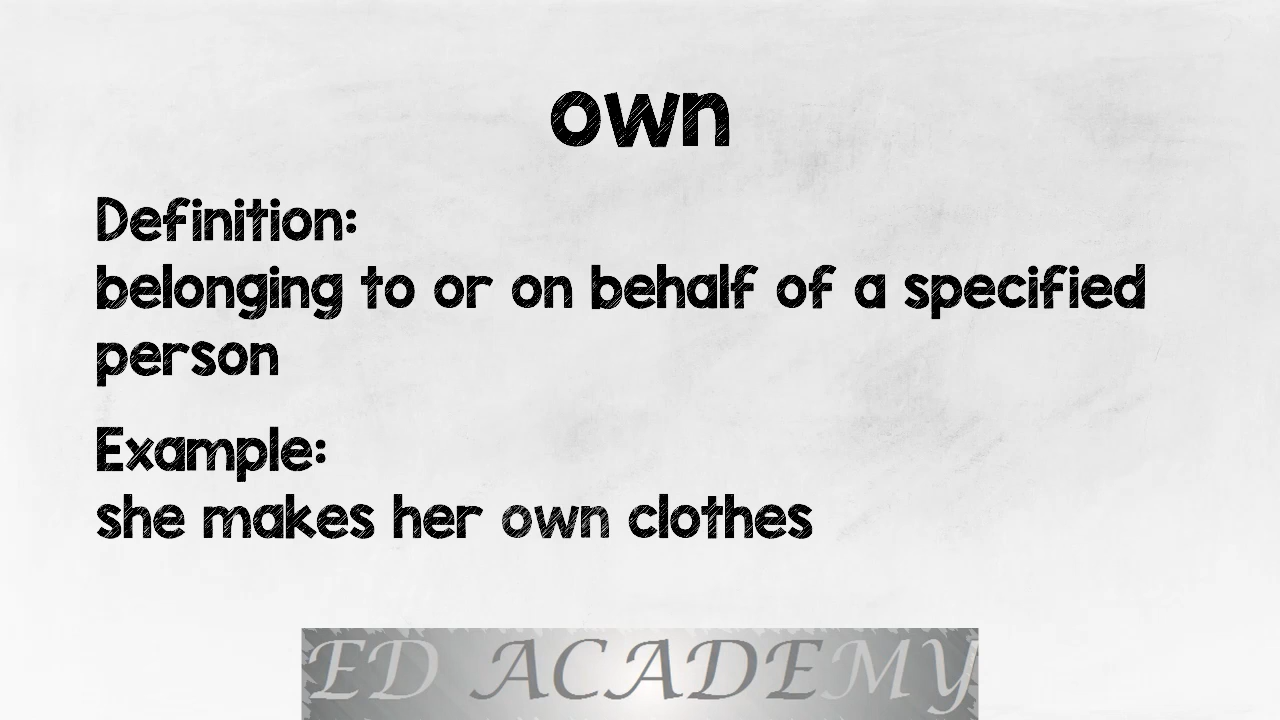 own
Definition:
belonging to or on behalf of a specified
person
Example:
she makes her own clothes
ED ACADEMY